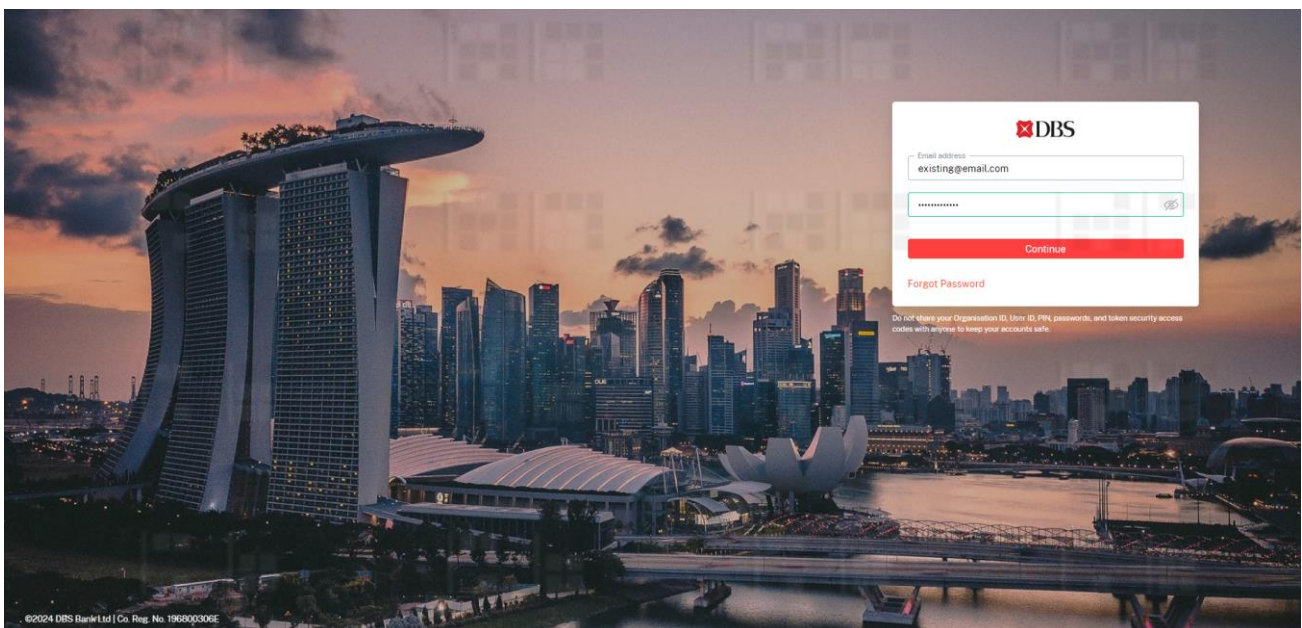 DBS
Email address
existing@email.com
•••••••••••••
Continue
Forgot Password
Do not share your Organisation ID, User ID, PIN, passwords, and token security access
codes with anyone to keep your accounts safe.
©2024 DBS Bank Ltd | Co. Reg. No. 196800306E